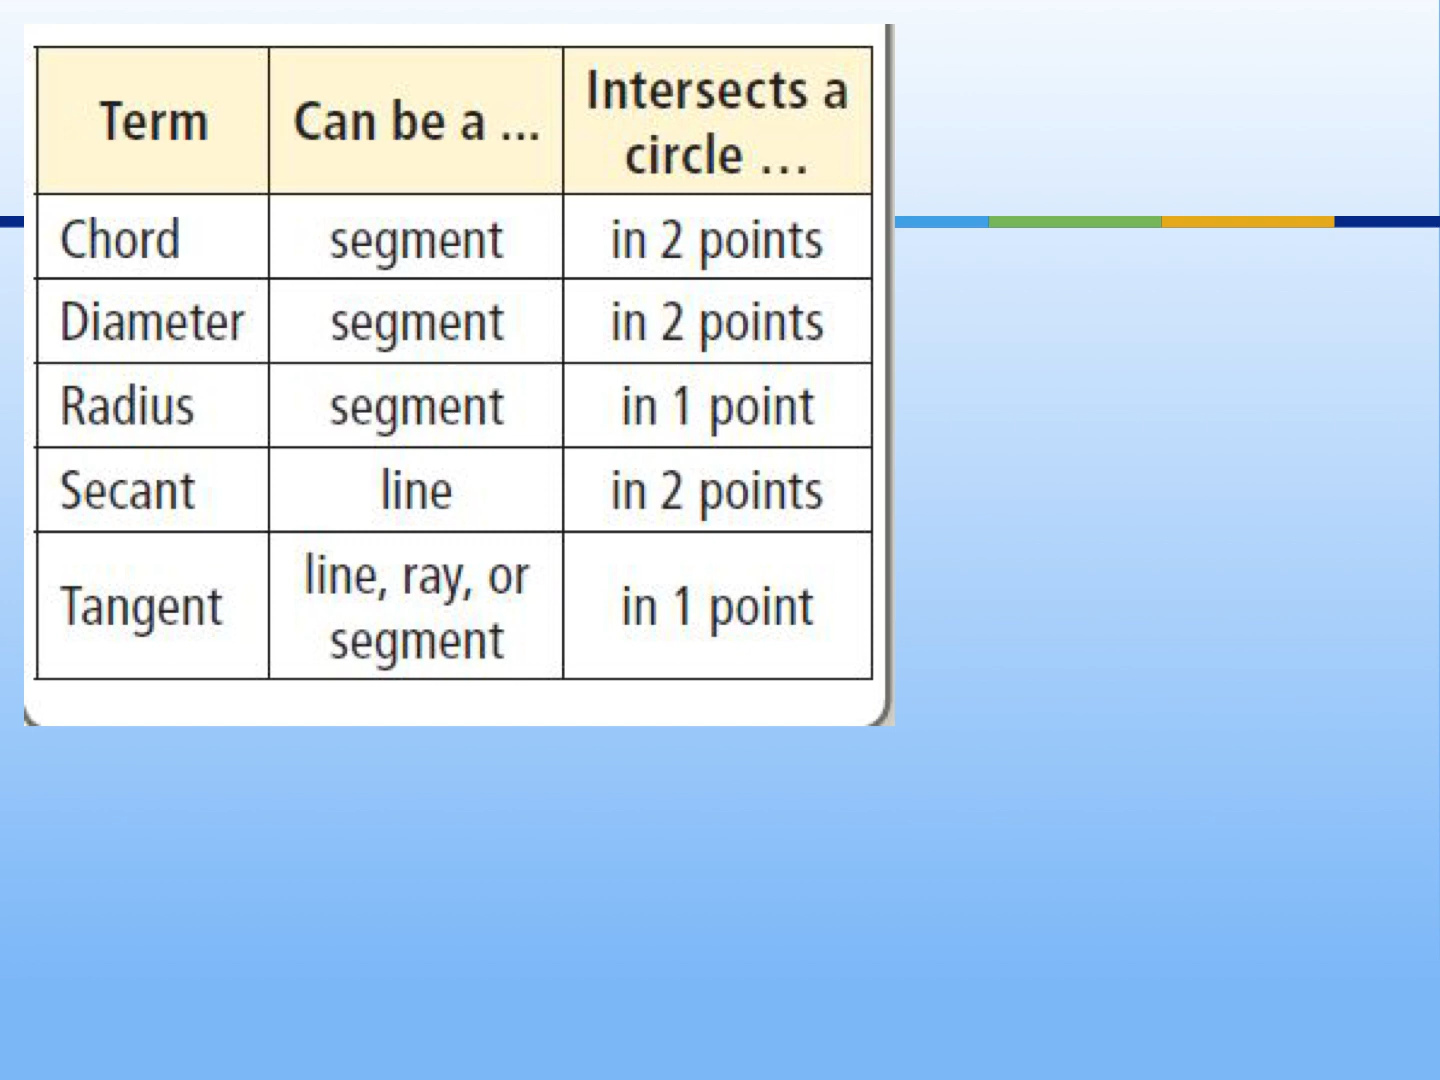 Term Can be a ... Intersects a
circle ...
Chord segment in 2 points
Diameter segment in 2 points
Radius segment in 1 point
Secant line in 2 points
Tangent line, ray, or
segment in 1 point